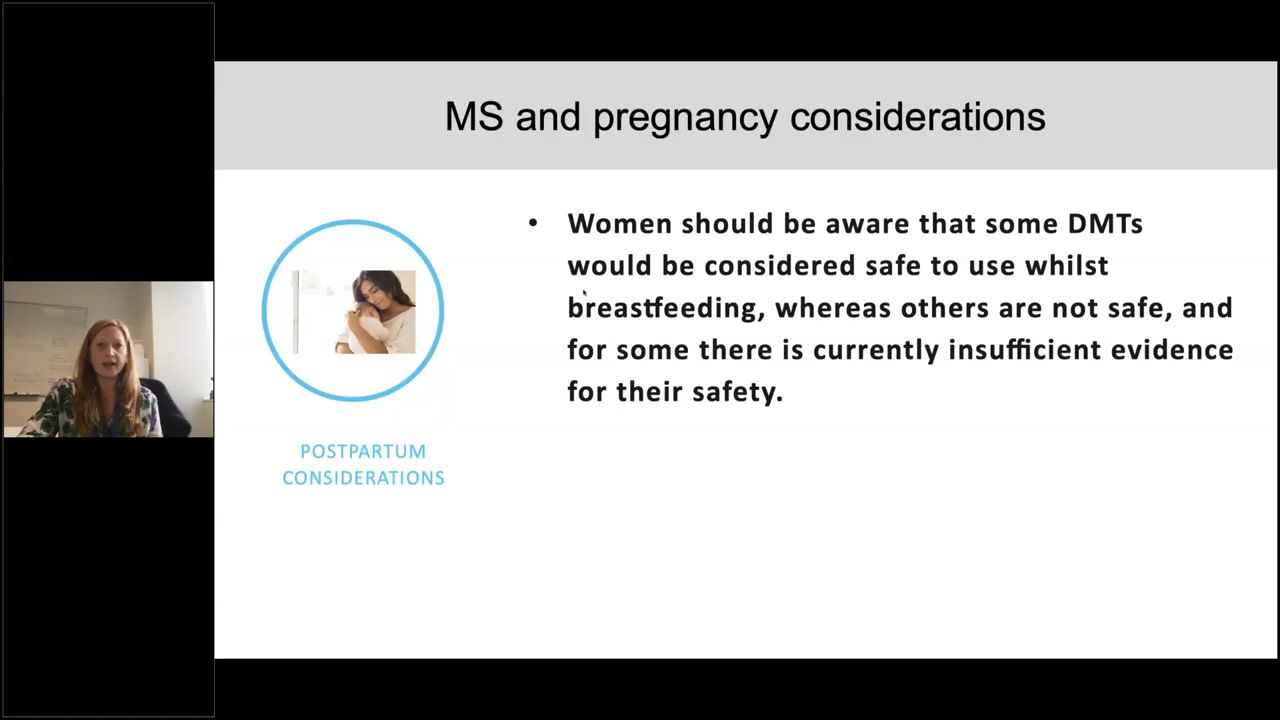 MS and pregnancy considerations
• Women should be aware that some DMTs
would be considered safe to use whilst
breastfeeding, whereas others are not safe, and
for some there is currently insufficient evidence
for their safety.
POSTPARTUM
CONSIDERATIONS